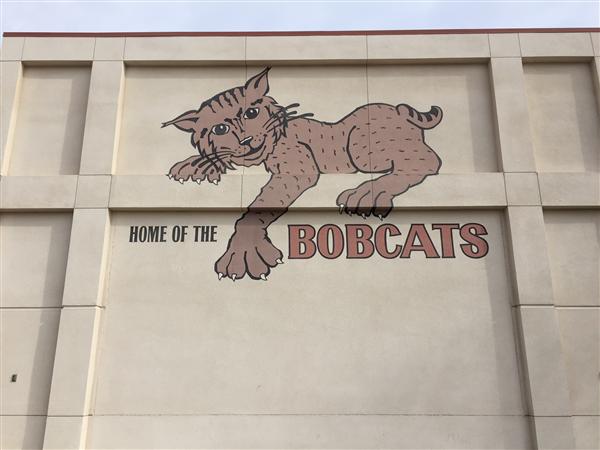 HOME OF THE BOBCATS